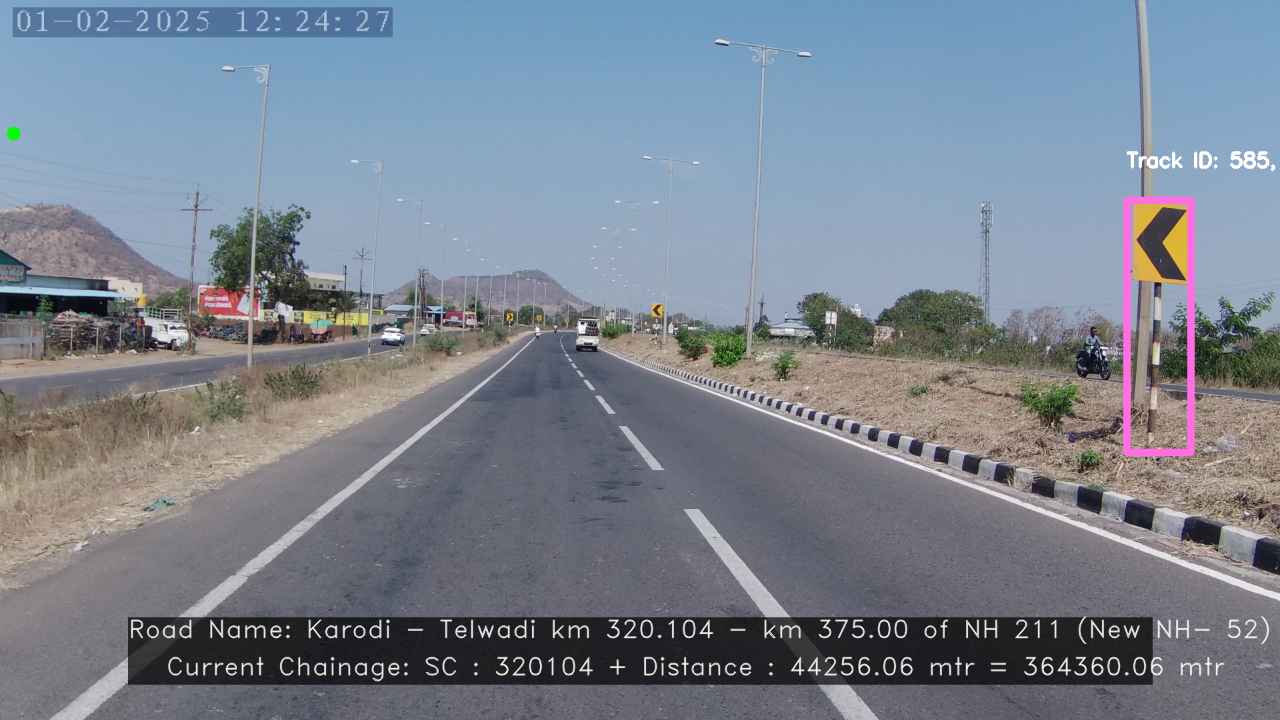 01-02-2025 12:24:27
Track ID: 585,
Road Name: Karodi - Telwadi km 320.104 - km 375.00 of NH 211 (New NH- 52)
Current Chainage: SC : 320104 + Distance : 44256.06 mtr = 364360.06 mtr